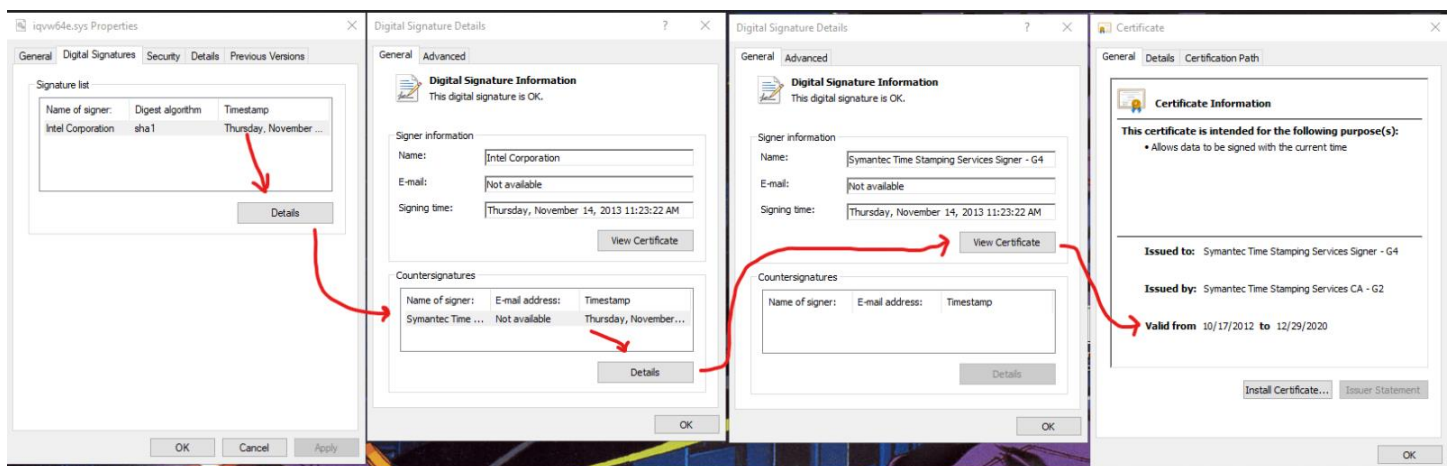 iqvw64e.sys Properties
General Digital Signatures Security Details Previous Versions
Signature list
Name of signer: Digest algorithm Timestamp
Intel Corporation sha1 Thursday, November ...
Details
OK Cancel Apply
Digital Signature Details
General Advanced
Digital Signature Information
This digital signature is OK.
Signer information
Name: Intel Corporation
E-mail: Not available
Signing time: Thursday, November 14, 2013 11:23:22 AM
View Certificate
Countersignatures
Name of signer: E-mail address: Timestamp
Symantec Time ... Not available Thursday, November...
Details
OK
Digital Signature Details
General Advanced
Digital Signature Information
This digital signature is OK.
Signer information
Name: Symantec Time Stamping Services Signer - G4
E-mail: Not available
Signing time: Thursday, November 14, 2013 11:23:22 AM
View Certificate
Countersignatures
Name of signer: E-mail address: Timestamp
Details
OK
Certificate
General Details Certification Path
Certificate Information
This certificate is intended for the following purpose(s):
• Allows data to be signed with the current time
Issued to: Symantec Time Stamping Services Signer - G4
Issued by: Symantec Time Stamping Services CA - G2
Valid from 10/17/2012 to 12/29/2020
Install Certificate... Issuer Statement
OK